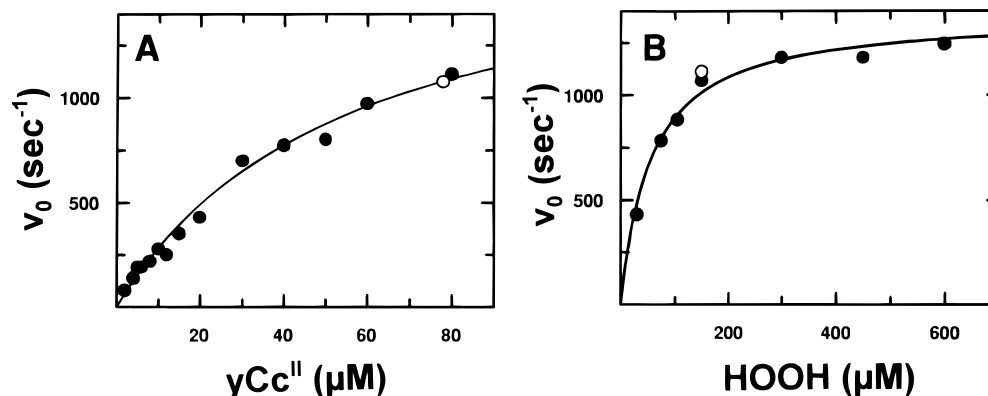 A
v₀ (sec⁻¹)
1000
500
20 40 60 80
yCcᴵᴵ (µM)
B
v₀ (sec⁻¹)
1000
500
200 400 600
HOOH (µM)